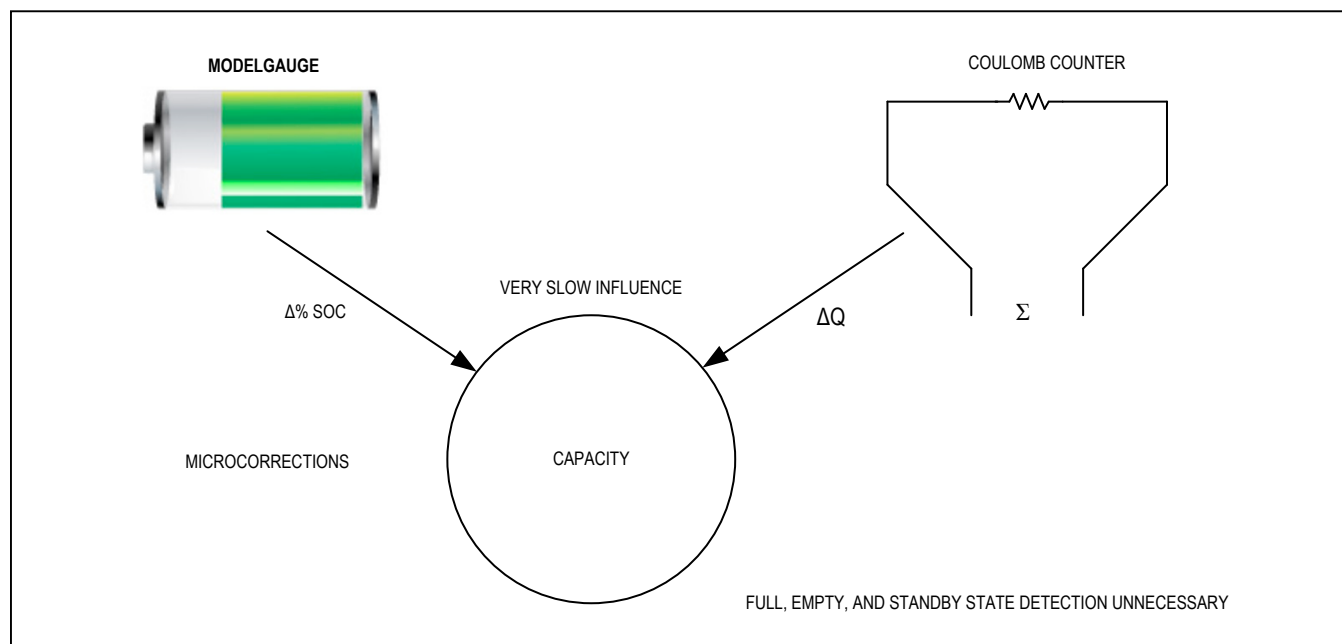 MODELGAUGE
COULOMB COUNTER
VERY SLOW INFLUENCE
Δ% SOC
ΔQ
Σ
MICROCORRECTIONS
CAPACITY
FULL, EMPTY, AND STANDBY STATE DETECTION UNNECESSARY